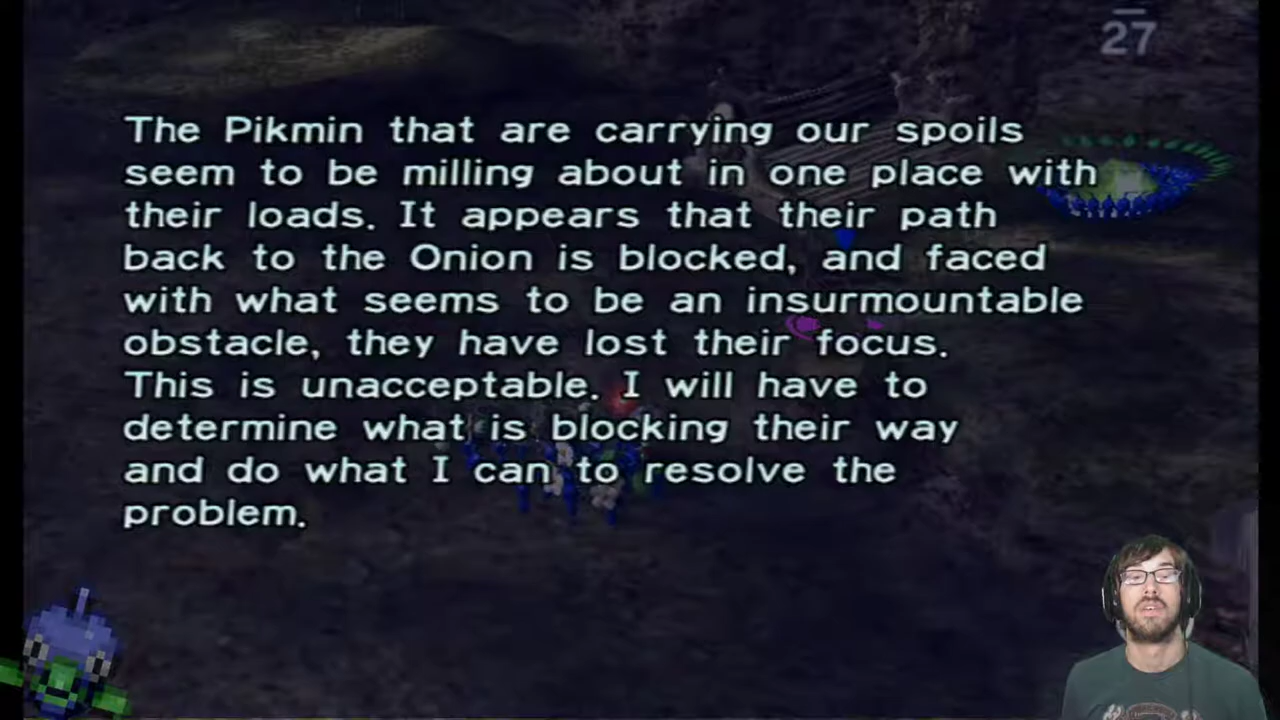 27
The Pikmin that are carrying our spoils
seem to be milling about in one place with
their loads. It appears that their path
back to the Onion is blocked, and faced
with what seems to be an insurmountable
obstacle, they have lost their focus.
This is unacceptable. I will have to
determine what is blocking their way
and do what I can to resolve the
problem.